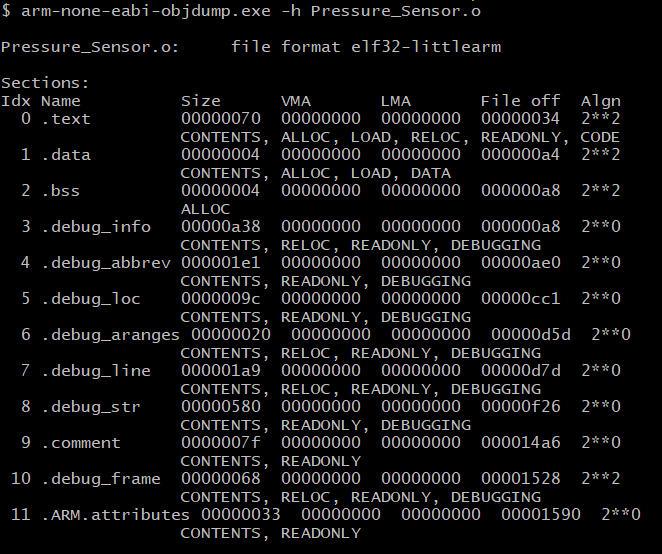 $ arm-none-eabi-objdump.exe -h Pressure_Sensor.o
Pressure_Sensor.o:     file format elf32-littlearm
Sections:
Idx Name          Size      VMA       LMA       File off  Algn
  0 .text         00000070  00000000  00000000  00000034  2**2
                  CONTENTS, ALLOC, LOAD, RELOC, READONLY, CODE
  1 .data         00000004  00000000  00000000  000000a4  2**2
                  CONTENTS, ALLOC, LOAD, DATA
  2 .bss          00000004  00000000  00000000  000000a8  2**2
                  ALLOC
  3 .debug_info   00000a38  00000000  00000000  000000a8  2**0
                  CONTENTS, RELOC, READONLY, DEBUGGING
  4 .debug_abbrev 000001e1  00000000  00000000  00000ae0  2**0
                  CONTENTS, READONLY, DEBUGGING
  5 .debug_loc    0000009c  00000000  00000000  00000cc1  2**0
                  CONTENTS, READONLY, DEBUGGING
  6 .debug_aranges 00000020  00000000  00000000  00000d5d  2**0
                  CONTENTS, RELOC, READONLY, DEBUGGING
  7 .debug_line   000001a9  00000000  00000000  00000d7d  2**0
                  CONTENTS, RELOC, READONLY, DEBUGGING
  8 .debug_str    00000580  00000000  00000000  00000f26  2**0
                  CONTENTS, READONLY, DEBUGGING
  9 .comment      0000007f  00000000  00000000  000014a6  2**0
                  CONTENTS, READONLY
 10 .debug_frame  00000068  00000000  00000000  00001528  2**2
                  CONTENTS, RELOC, READONLY, DEBUGGING
 11 .ARM.attributes 00000033  00000000  00000000  00001590  2**0
                  CONTENTS, READONLY